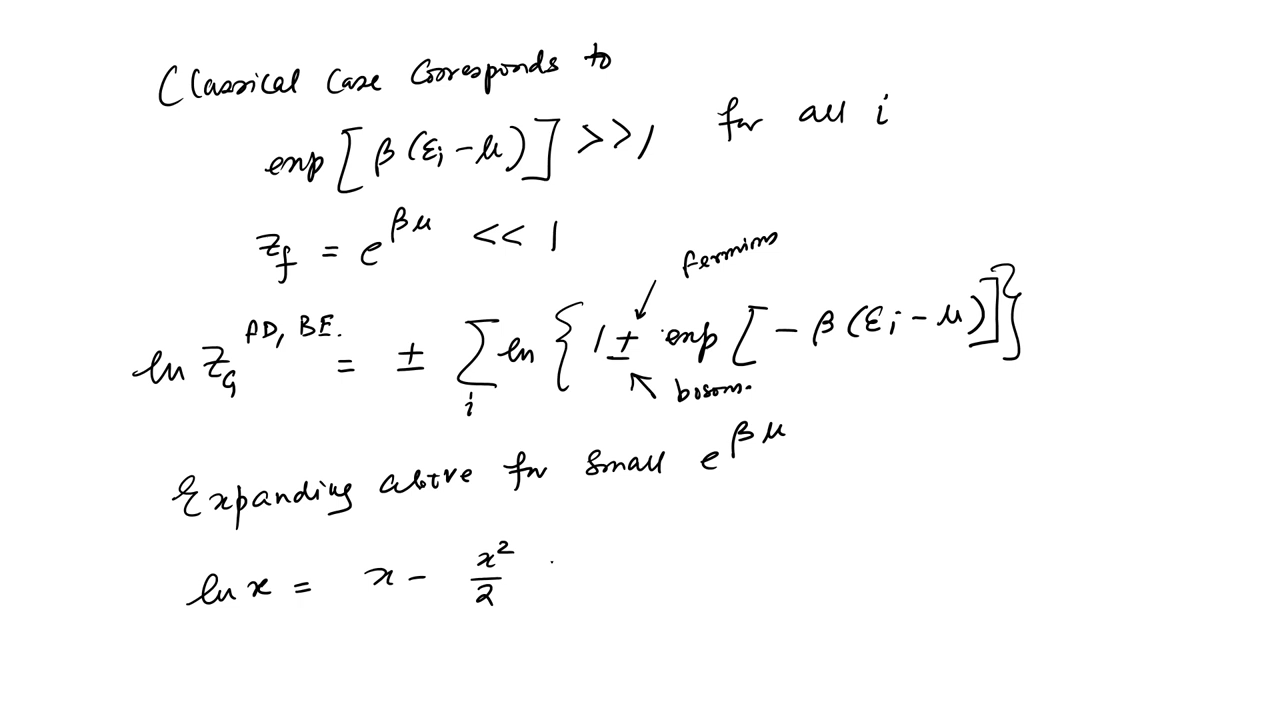 Classical case corresponds to
exp [ β (εᵢ - μ) ] >> 1 for all i
z_f = e^{βμ} << 1
fermions
ln Z_G^{FD, BE.} = ± Σ_i ln { 1 ± exp [ - β (εᵢ - μ) ] }
bosons.
Expanding above for small e^{βμ}
ln x = x - x²/2